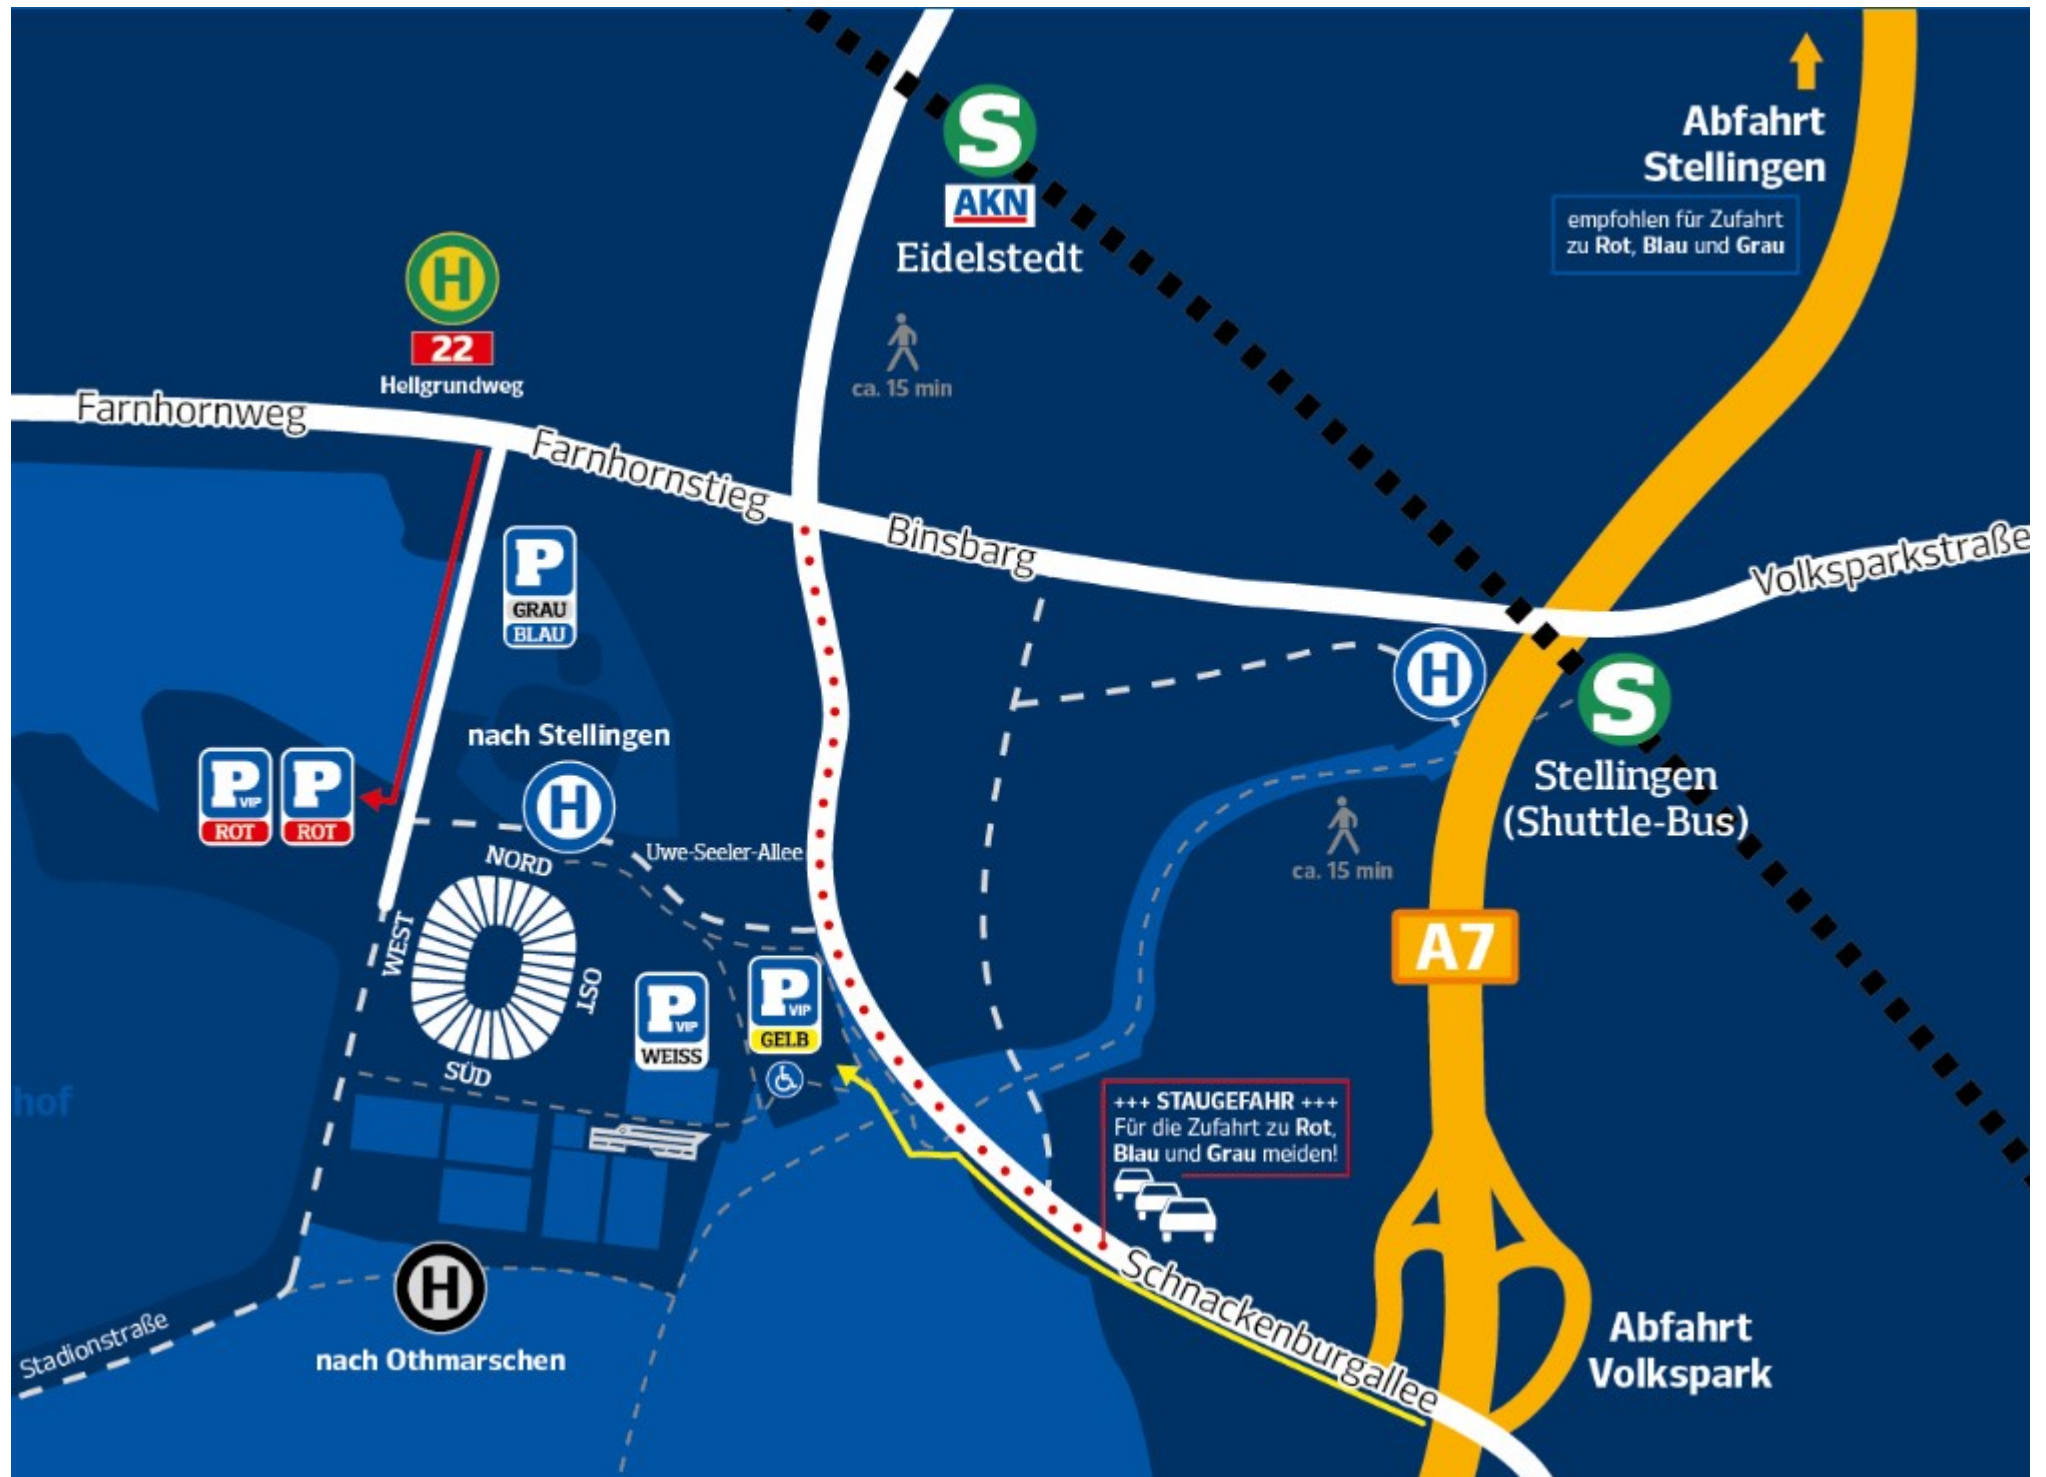 S
AKN
Eidelstedt
Abfahrt
Stellingen
empfohlen für Zufahrt
zu Rot, Blau und Grau
H
22
Hellgrundweg
ca. 15 min
Farnhornweg
Farnhornstieg
Binsbarg
Volksparkstraße
P
GRAU
BLAU
H
S
Stellingen
(Shuttle-Bus)
nach Stellingen
H
P VIP
ROT
P
ROT
Uwe-Seeler-Allee
ca. 15 min
NORD
WEST
OST
SÜD
A7
P VIP
WEISS
P VIP
GELB
hof
+++ STAUGEFAHR +++
Für die Zufahrt zu Rot,
Blau und Grau meiden!
Schnackenburgallee
H
nach Othmarschen
Stadionstraße
Abfahrt
Volkspark